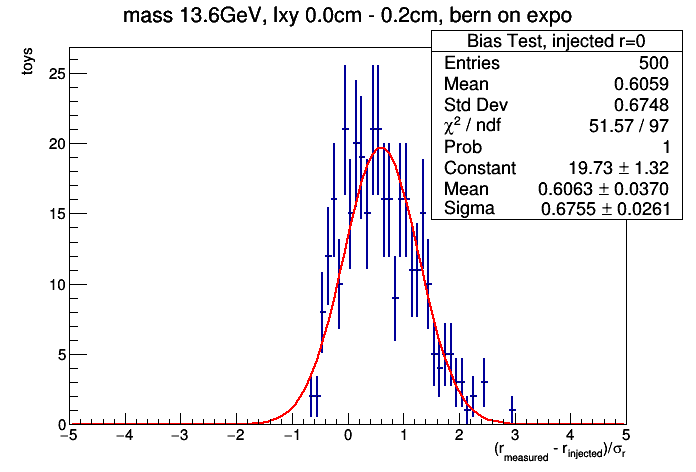 mass 13.6GeV, lxy 0.0cm - 0.2cm, bern on expo
toys
Bias Test, injected r=0
Entries 500
Mean 0.6059
Std Dev 0.6748
χ² / ndf 51.57 / 97
Prob 1
Constant 19.73 ± 1.32
Mean 0.6063 ± 0.0370
Sigma 0.6755 ± 0.0261
25
20
15
10
5
0
−5 −4 −3 −2 −1 0 1 2 3 4 5
(r_measured - r_injected)/σ_r